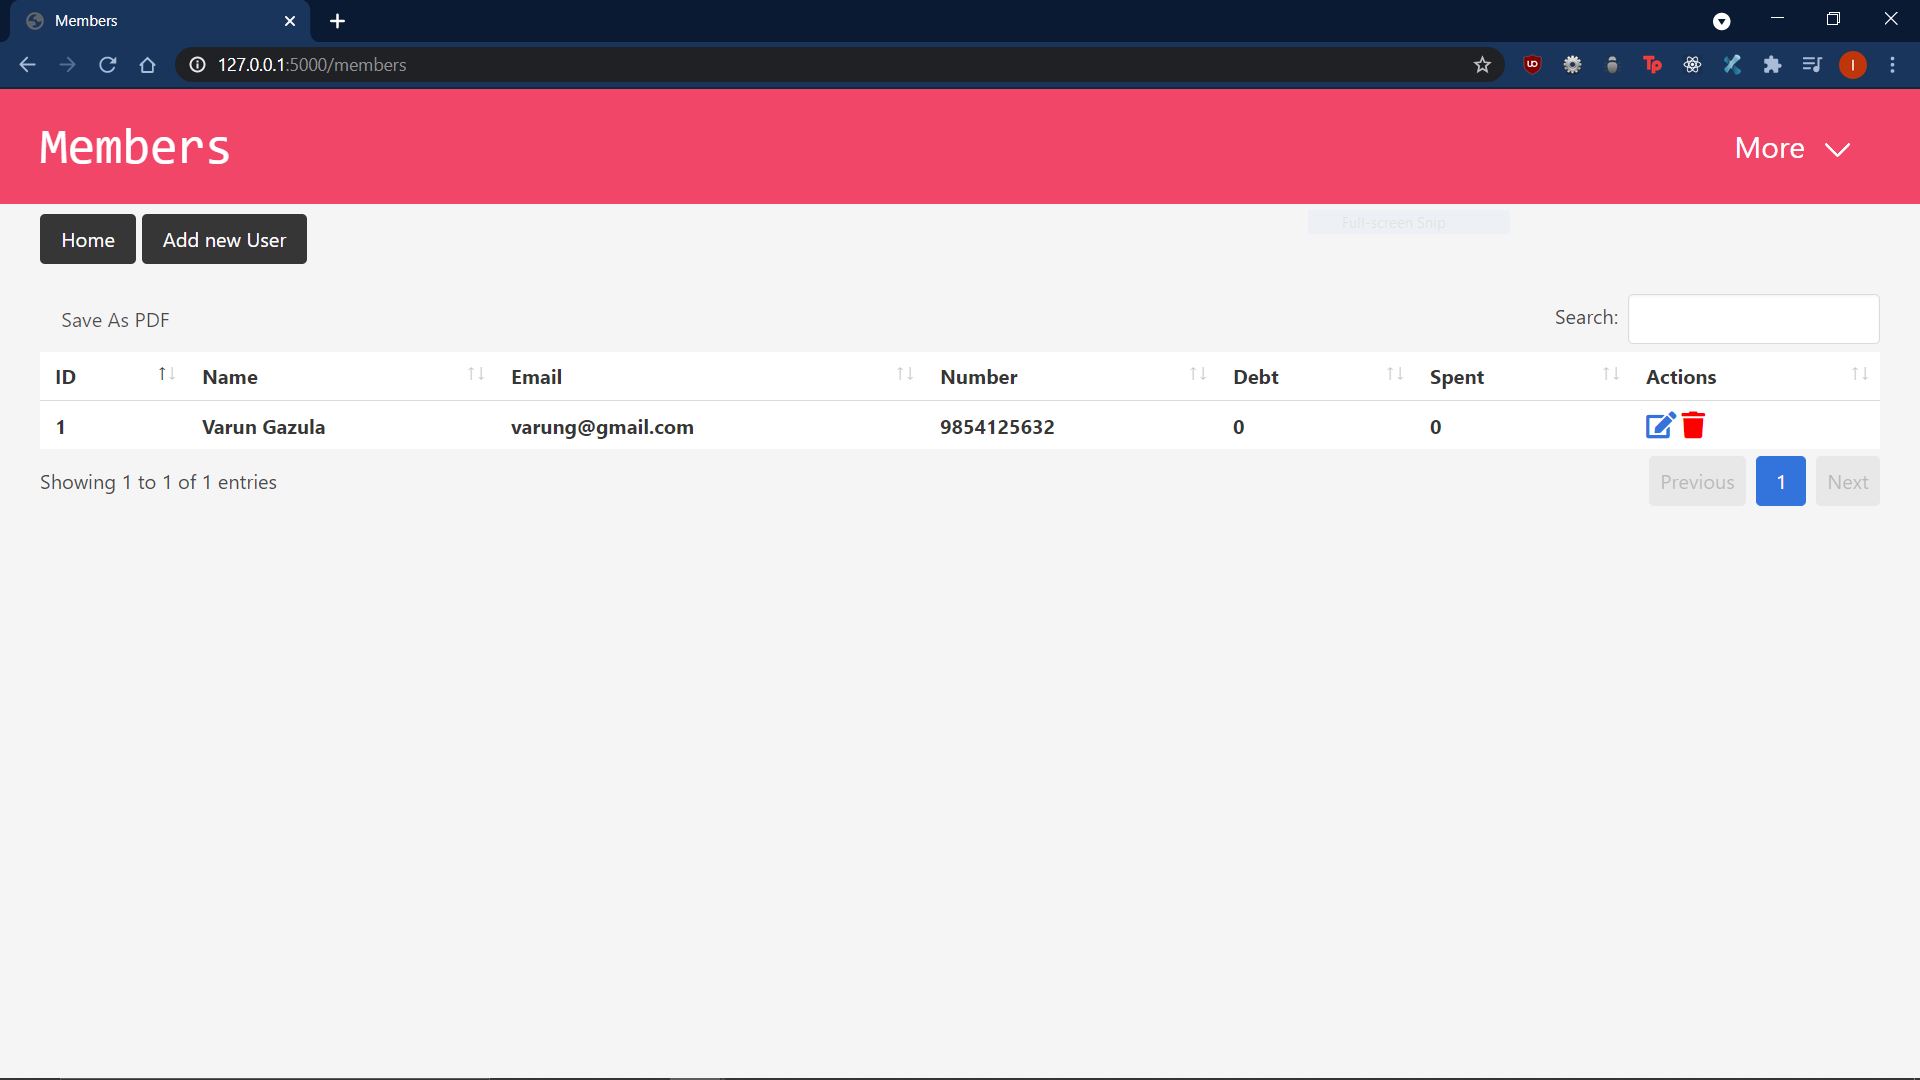 Members
127.0.0.1:5000/members
Members
More
Home
Add new User
Full-screen Snip
Save As PDF
Search:
ID Name Email Number Debt Spent Actions
1 Varun Gazula varung@gmail.com 9854125632 0 0
Showing 1 to 1 of 1 entries
Previous 1 Next